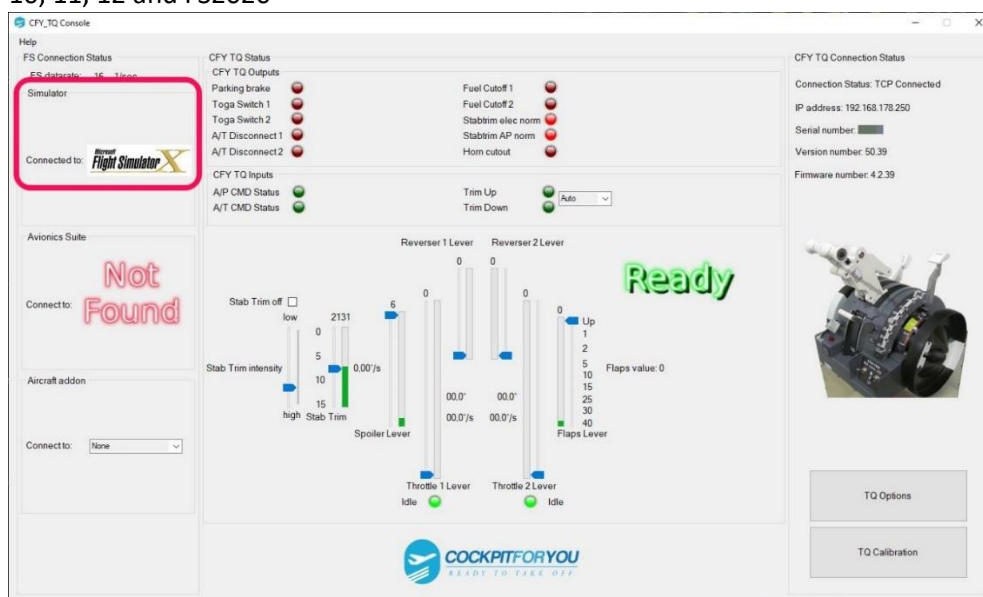 10, 11, 12 and FS2020
CFY_TQ Console
Help
FS Connection Status
FS datarate: 16 1/sec
Simulator
Connected to: Microsoft Flight Simulator X
Avionics Suite
Connect to: Not Found
Aircraft addon
Connect to: None
CFY TQ Status
CFY TQ Outputs
Parking brake Fuel Cutoff 1
Toga Switch 1 Fuel Cutoff 2
Toga Switch 2 Stabtrim elec norm
A/T Disconnect 1 Stabtrim AP norm
A/T Disconnect 2 Horn cutout
CFY TQ Inputs
A/P CMD Status Trim Up Auto
A/T CMD Status Trim Down
Reverser 1 Lever Reverser 2 Lever
0 0
Ready
Stab Trim off
low 2131 6 0 0 0
Up
0 1
2
5 5
Stab Trim intensity 0,00°/s Flaps value: 0
10 10
15
00.0° 00.0° 25
15 30
high Stab Trim 00.0°/s 00.0°/s 40
Spoiler Lever Flaps Lever
Throttle 1 Lever Throttle 2 Lever
Idle Idle
COCKPITFORYOU
READY TO TAKE OFF
CFY TQ Connection Status
Connection Status: TCP Connected
IP address: 192.168.178.250
Serial number:
Version number: 50.39
Firmware number: 4.2.39
TQ Options
TQ Calibration